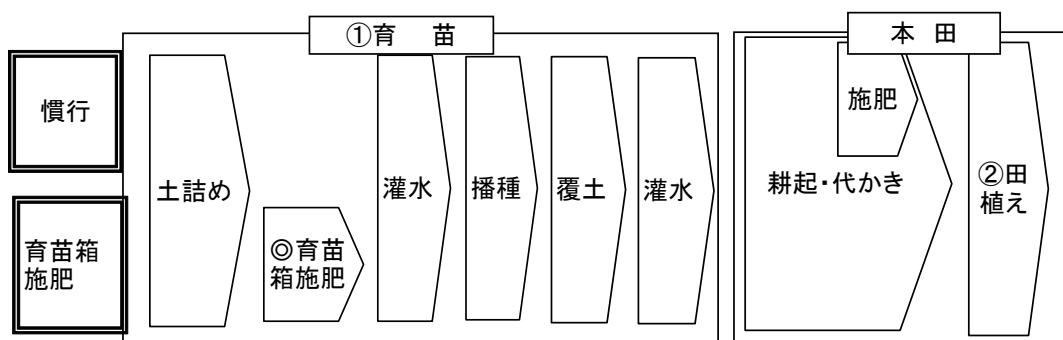 ①育　苗
本 田
慣行
土詰め
灌水
播種
覆土
灌水
施肥
耕起・代かき
②田
植え
育苗箱
施肥
◎育苗
箱施肥